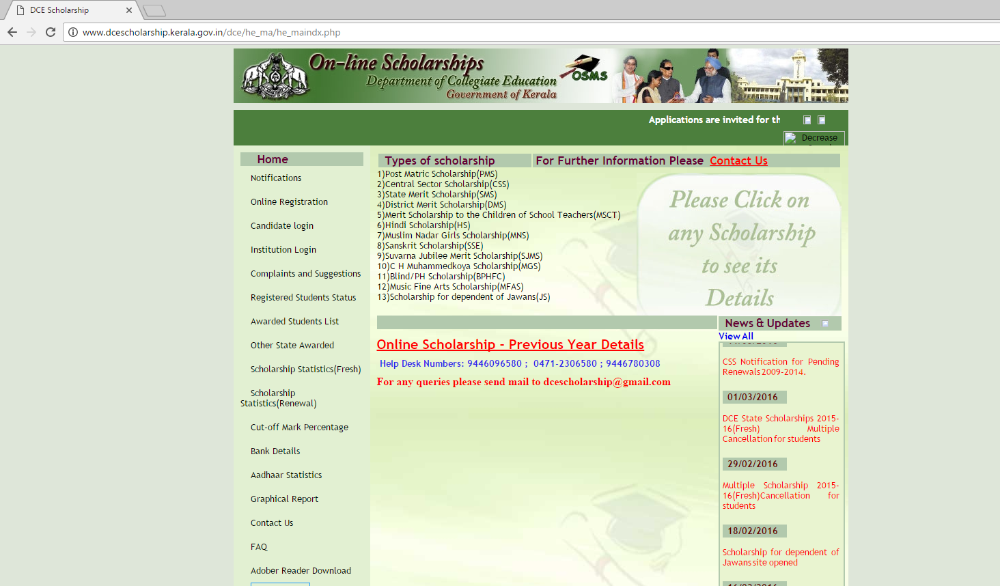 DCE Scholarship
www.dcescholarship.kerala.gov.in/dce/he_ma/he_maindx.php
On-line Scholarships
Department of Collegiate Education
Government of Kerala
OSMS
Applications are invited for th
Decrease
Home
Notifications
Online Registration
Candidate login
Institution Login
Complaints and Suggestions
Registered Students Status
Awarded Students List
Other State Awarded
Scholarship Statistics(Fresh)
Scholarship
Statistics(Renewal)
Cut-off Mark Percentage
Bank Details
Aadhaar Statistics
Graphical Report
Contact Us
FAQ
Adober Reader Download
Types of scholarship
For Further Information Please Contact Us
1)Post Matric Scholarship(PMS)
2)Central Sector Scholarship(CSS)
3)State Merit Scholarship(SMS)
4)District Merit Scholarship(DMS)
5)Merit Scholarship to the Children of School Teachers(MSCT)
6)Hindi Scholarship(HS)
7)Muslim Nadar Girls Scholarship(MNS)
8)Sanskrit Scholarship(SSE)
9)Suvarna Jubilee Merit Scholarship(SJMS)
10)C H Muhammedkoya Scholarship(MGS)
11)Blind/PH Scholarship(BPHFC)
12)Music Fine Arts Scholarship(MFAS)
13)Scholarship for dependent of Jawans(JS)
Please Click on
any Scholarship
to see its
Details
Online Scholarship - Previous Year Details
Help Desk Numbers: 9446096580 ; 0471-2306580 ; 9446780308
For any queries please send mail to dcescholarship@gmail.com
News & Updates
View All
CSS Notification for Pending
Renewals 2009-2014.
01/03/2016
DCE State Scholarships 2015-
16(Fresh) Multiple
Cancellation for students
29/02/2016
Multiple Scholarship 2015-
16(Fresh)Cancellation for
students
18/02/2016
Scholarship for dependent of
Jawans site opened